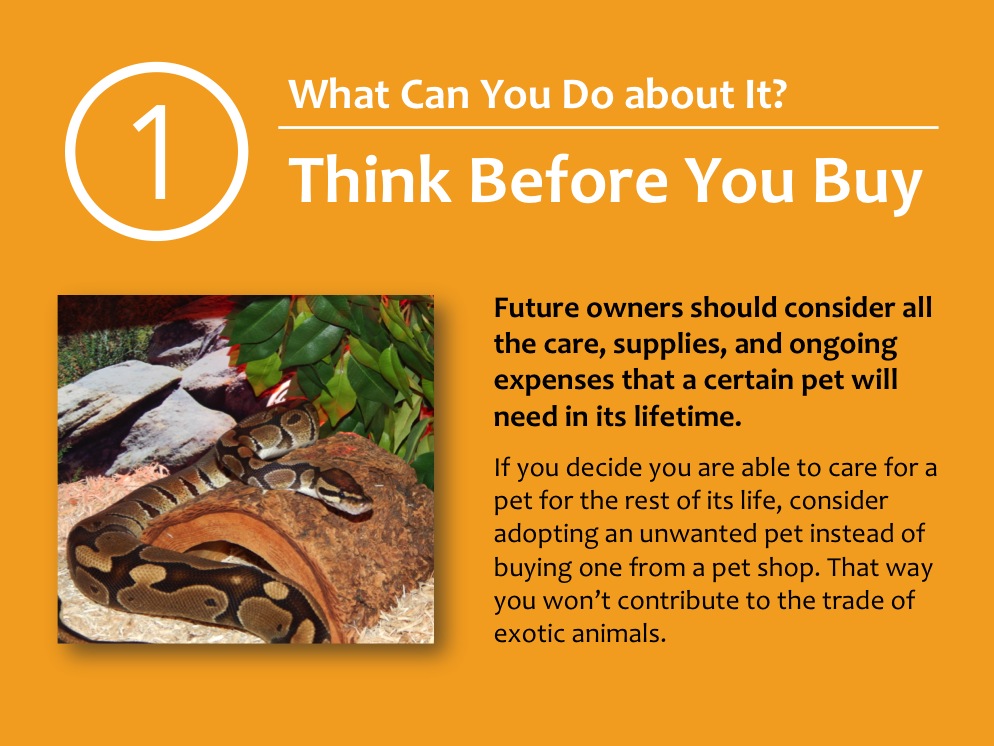 1
What Can You Do about It?
Think Before You Buy
Future owners should consider all
the care, supplies, and ongoing
expenses that a certain pet will
need in its lifetime.
If you decide you are able to care for a
pet for the rest of its life, consider
adopting an unwanted pet instead of
buying one from a pet shop. That way
you won’t contribute to the trade of
exotic animals.